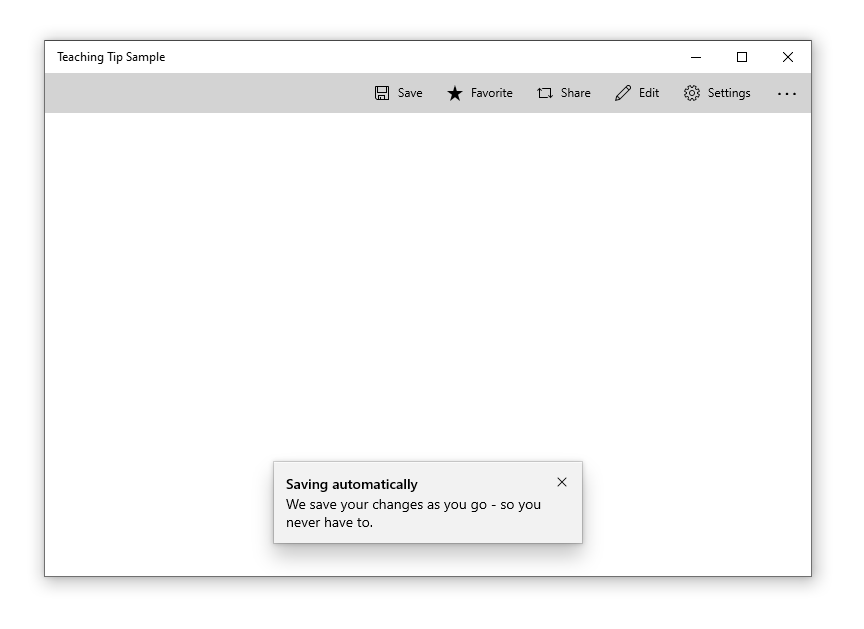 Teaching Tip Sample
Save Favorite Share Edit Settings
Saving automatically
We save your changes as you go - so you
never have to.